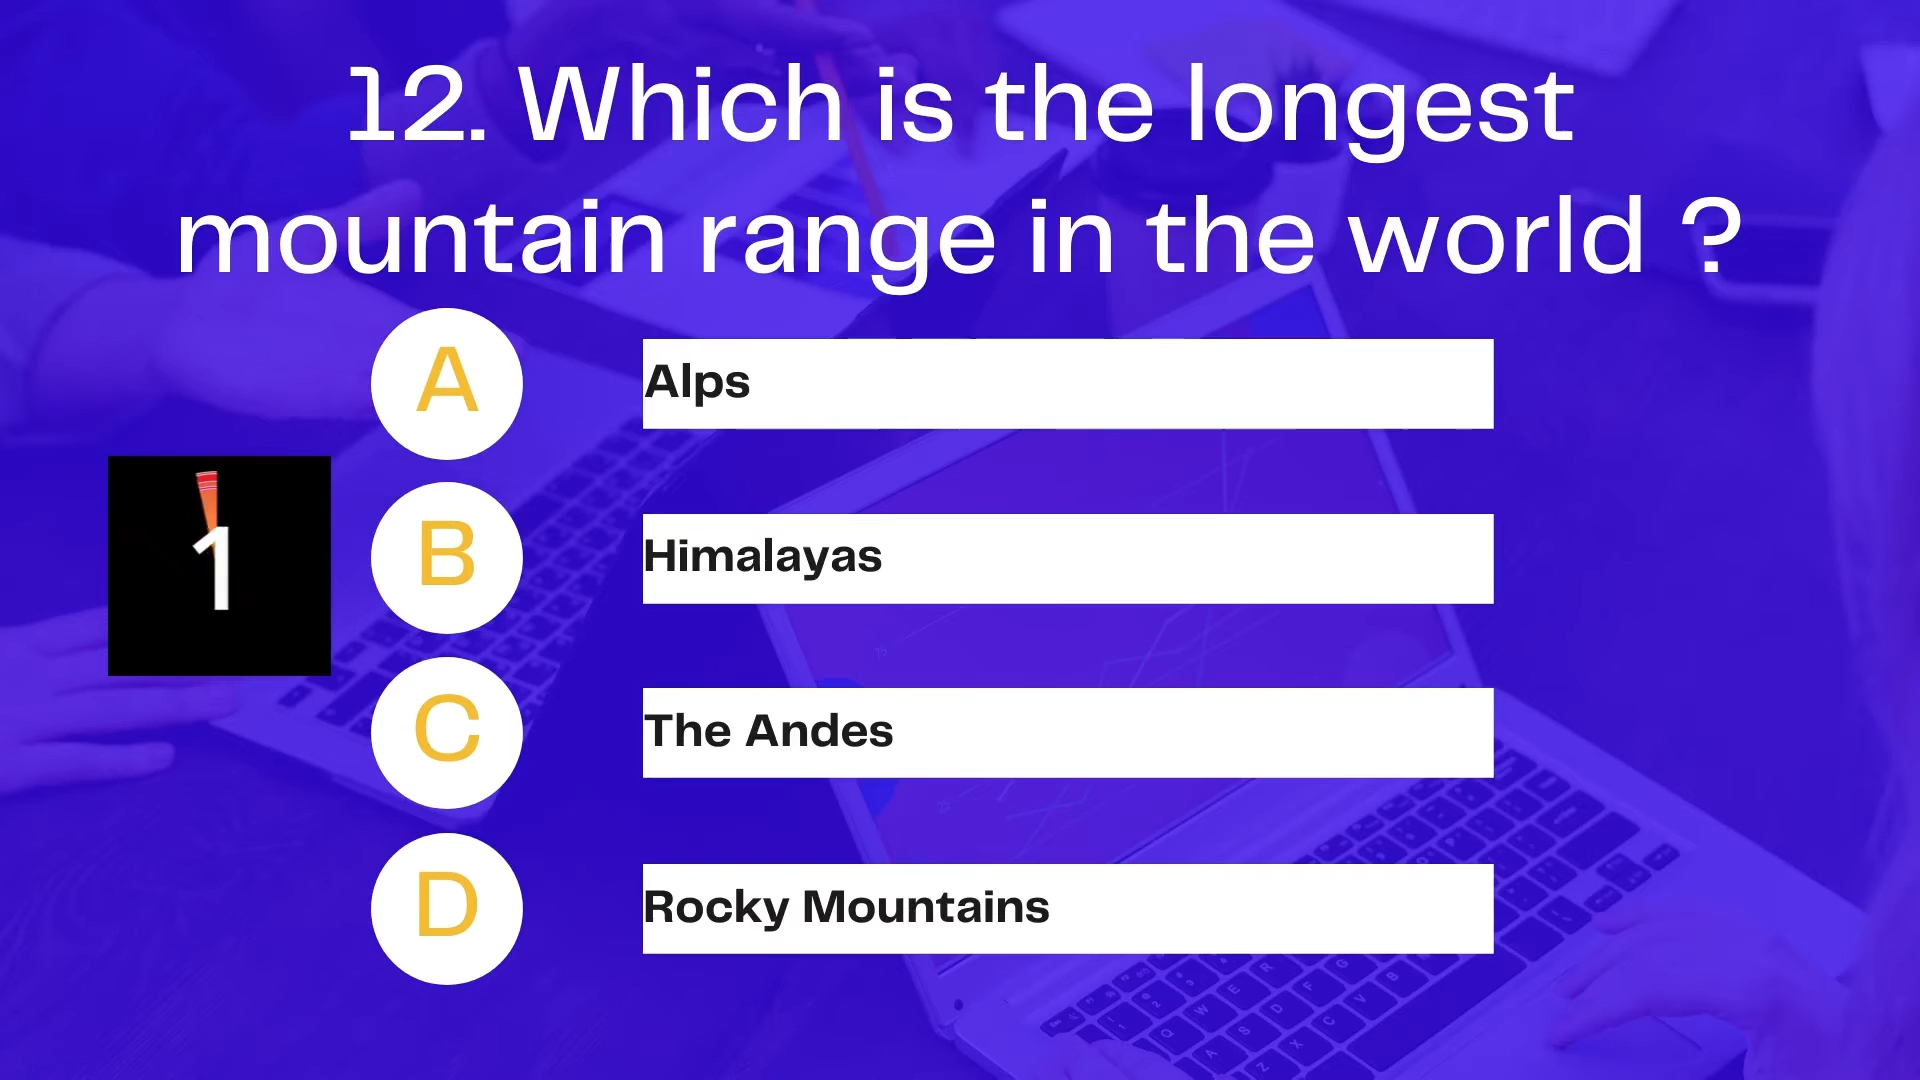 12. Which is the longest
mountain range in the world ?
A
Alps
1
B
Himalayas
C
The Andes
D
Rocky Mountains